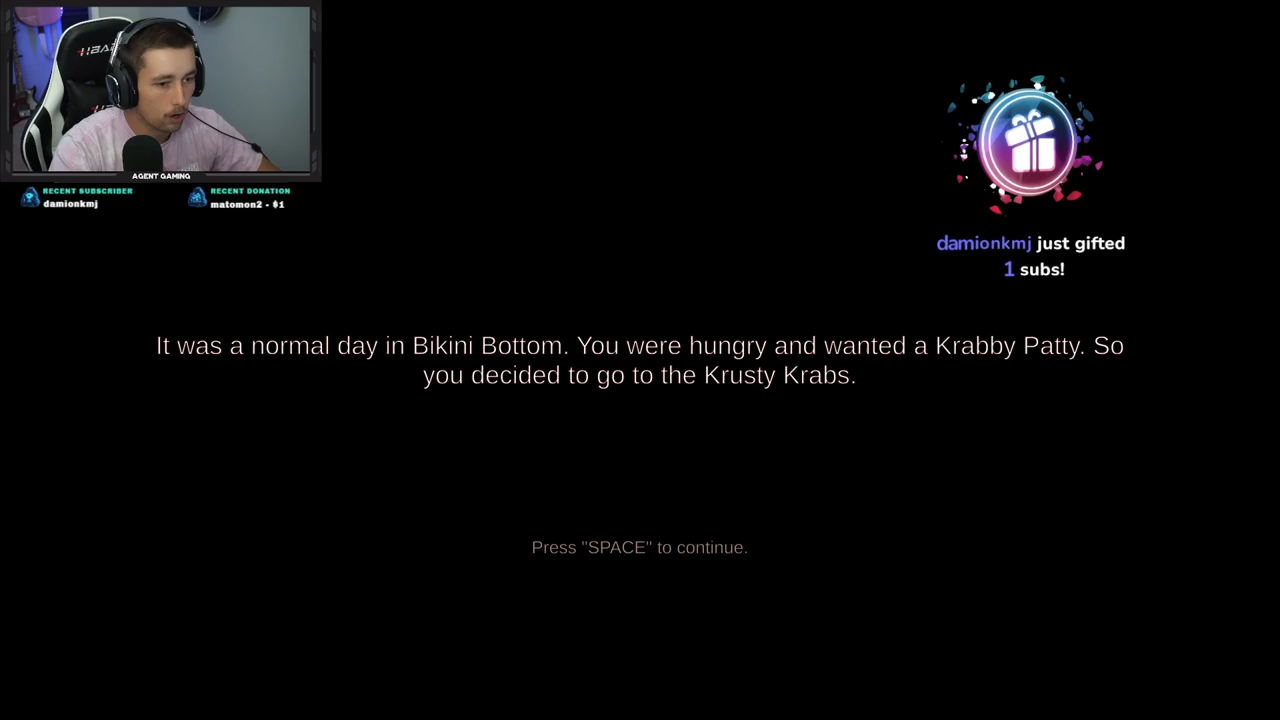 AGENT GAMING
RECENT SUBSCRIBER
damionkmj
RECENT DONATION
matomon2 - $1
damionkmj just gifted
1 subs!
It was a normal day in Bikini Bottom. You were hungry and wanted a Krabby Patty. So
you decided to go to the Krusty Krabs.
Press "SPACE" to continue.